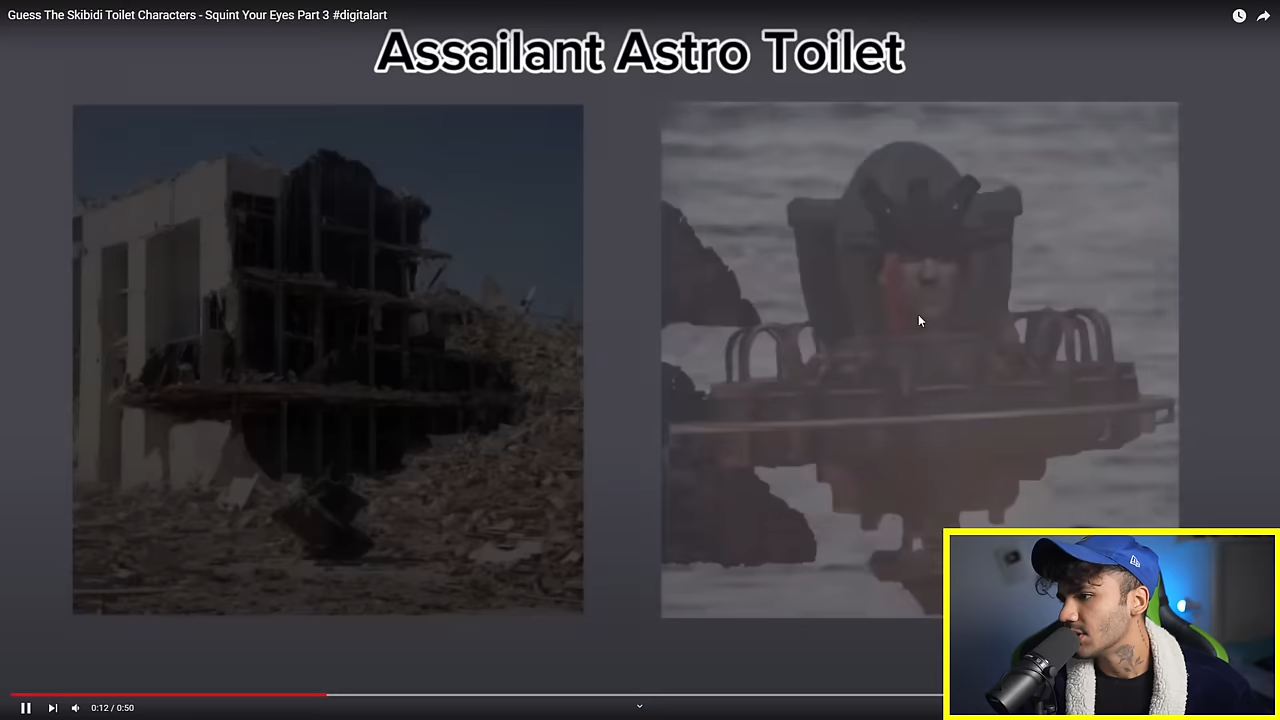 Guess The Skibidi Toilet Characters - Squint Your Eyes Part 3 #digitalart
Assailant Astro Toilet
0:12 / 0:50